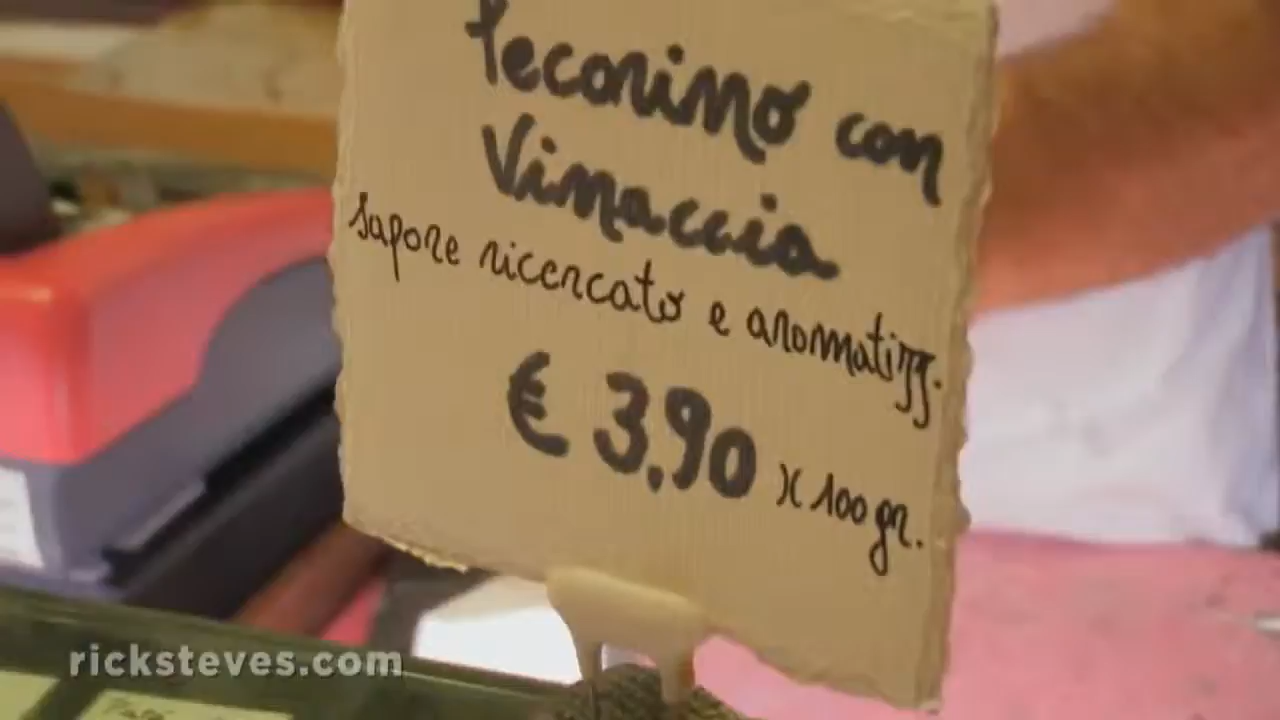 Pecorino con
Vinaccia
sapore ricercato e aromatizz.
€ 3,90 x 100 gr.
ricksteves.com